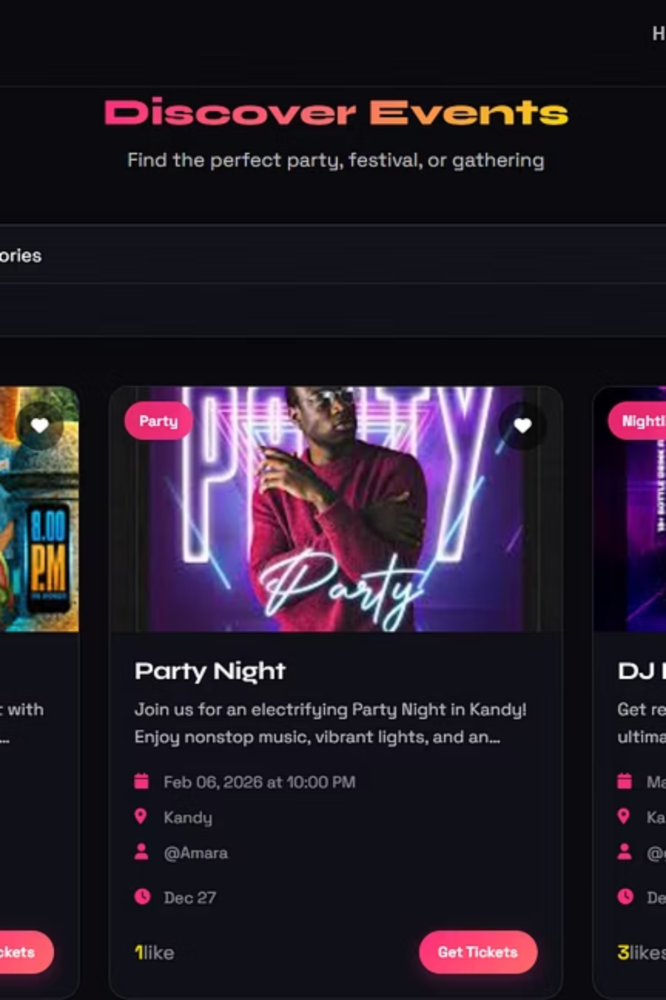 H
Discover Events
Find the perfect party, festival, or gathering
ories
8.00
P.M
Party
PARTY
Party
Nightl
Party Night
Join us for an electrifying Party Night in Kandy!
Enjoy nonstop music, vibrant lights, and an...
Feb 06, 2026 at 10:00 PM
Kandy
@Amara
Dec 27
1like
Get Tickets
t with
...
ckets
DJ
Get re
ultima
Ma
Ka
@
De
3likes